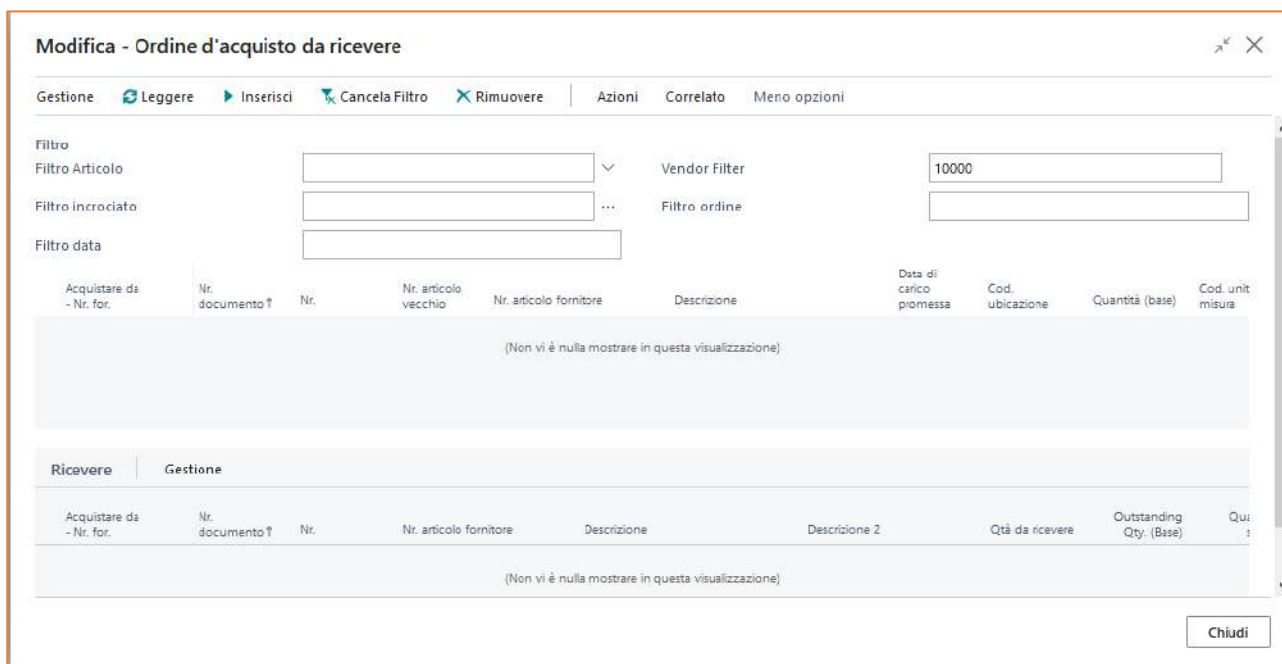 Modifica - Ordine d'acquisto da ricevere
Gestione Leggere Inserisci Cancela Filtro Rimuovere Azioni Correlato Meno opzioni
Filtro
Filtro Articolo Vendor Filter 10000
Filtro incrociato ... Filtro ordine
Filtro data
Acquistare da - Nr. for. Nr. documento↑ Nr. Nr. articolo vecchio Nr. articolo fornitore Descrizione Data di carico promessa Cod. ubicazione Quantità (base) Cod. unit misura
(Non vi è nulla mostrare in questa visualizzazione)
Ricevere Gestione
Acquistare da - Nr. for. Nr. documento↑ Nr. Nr. articolo fornitore Descrizione Descrizione 2 Qtà da ricevere Outstanding Qty. (Base)
(Non vi è nulla mostrare in questa visualizzazione)
Chiudi